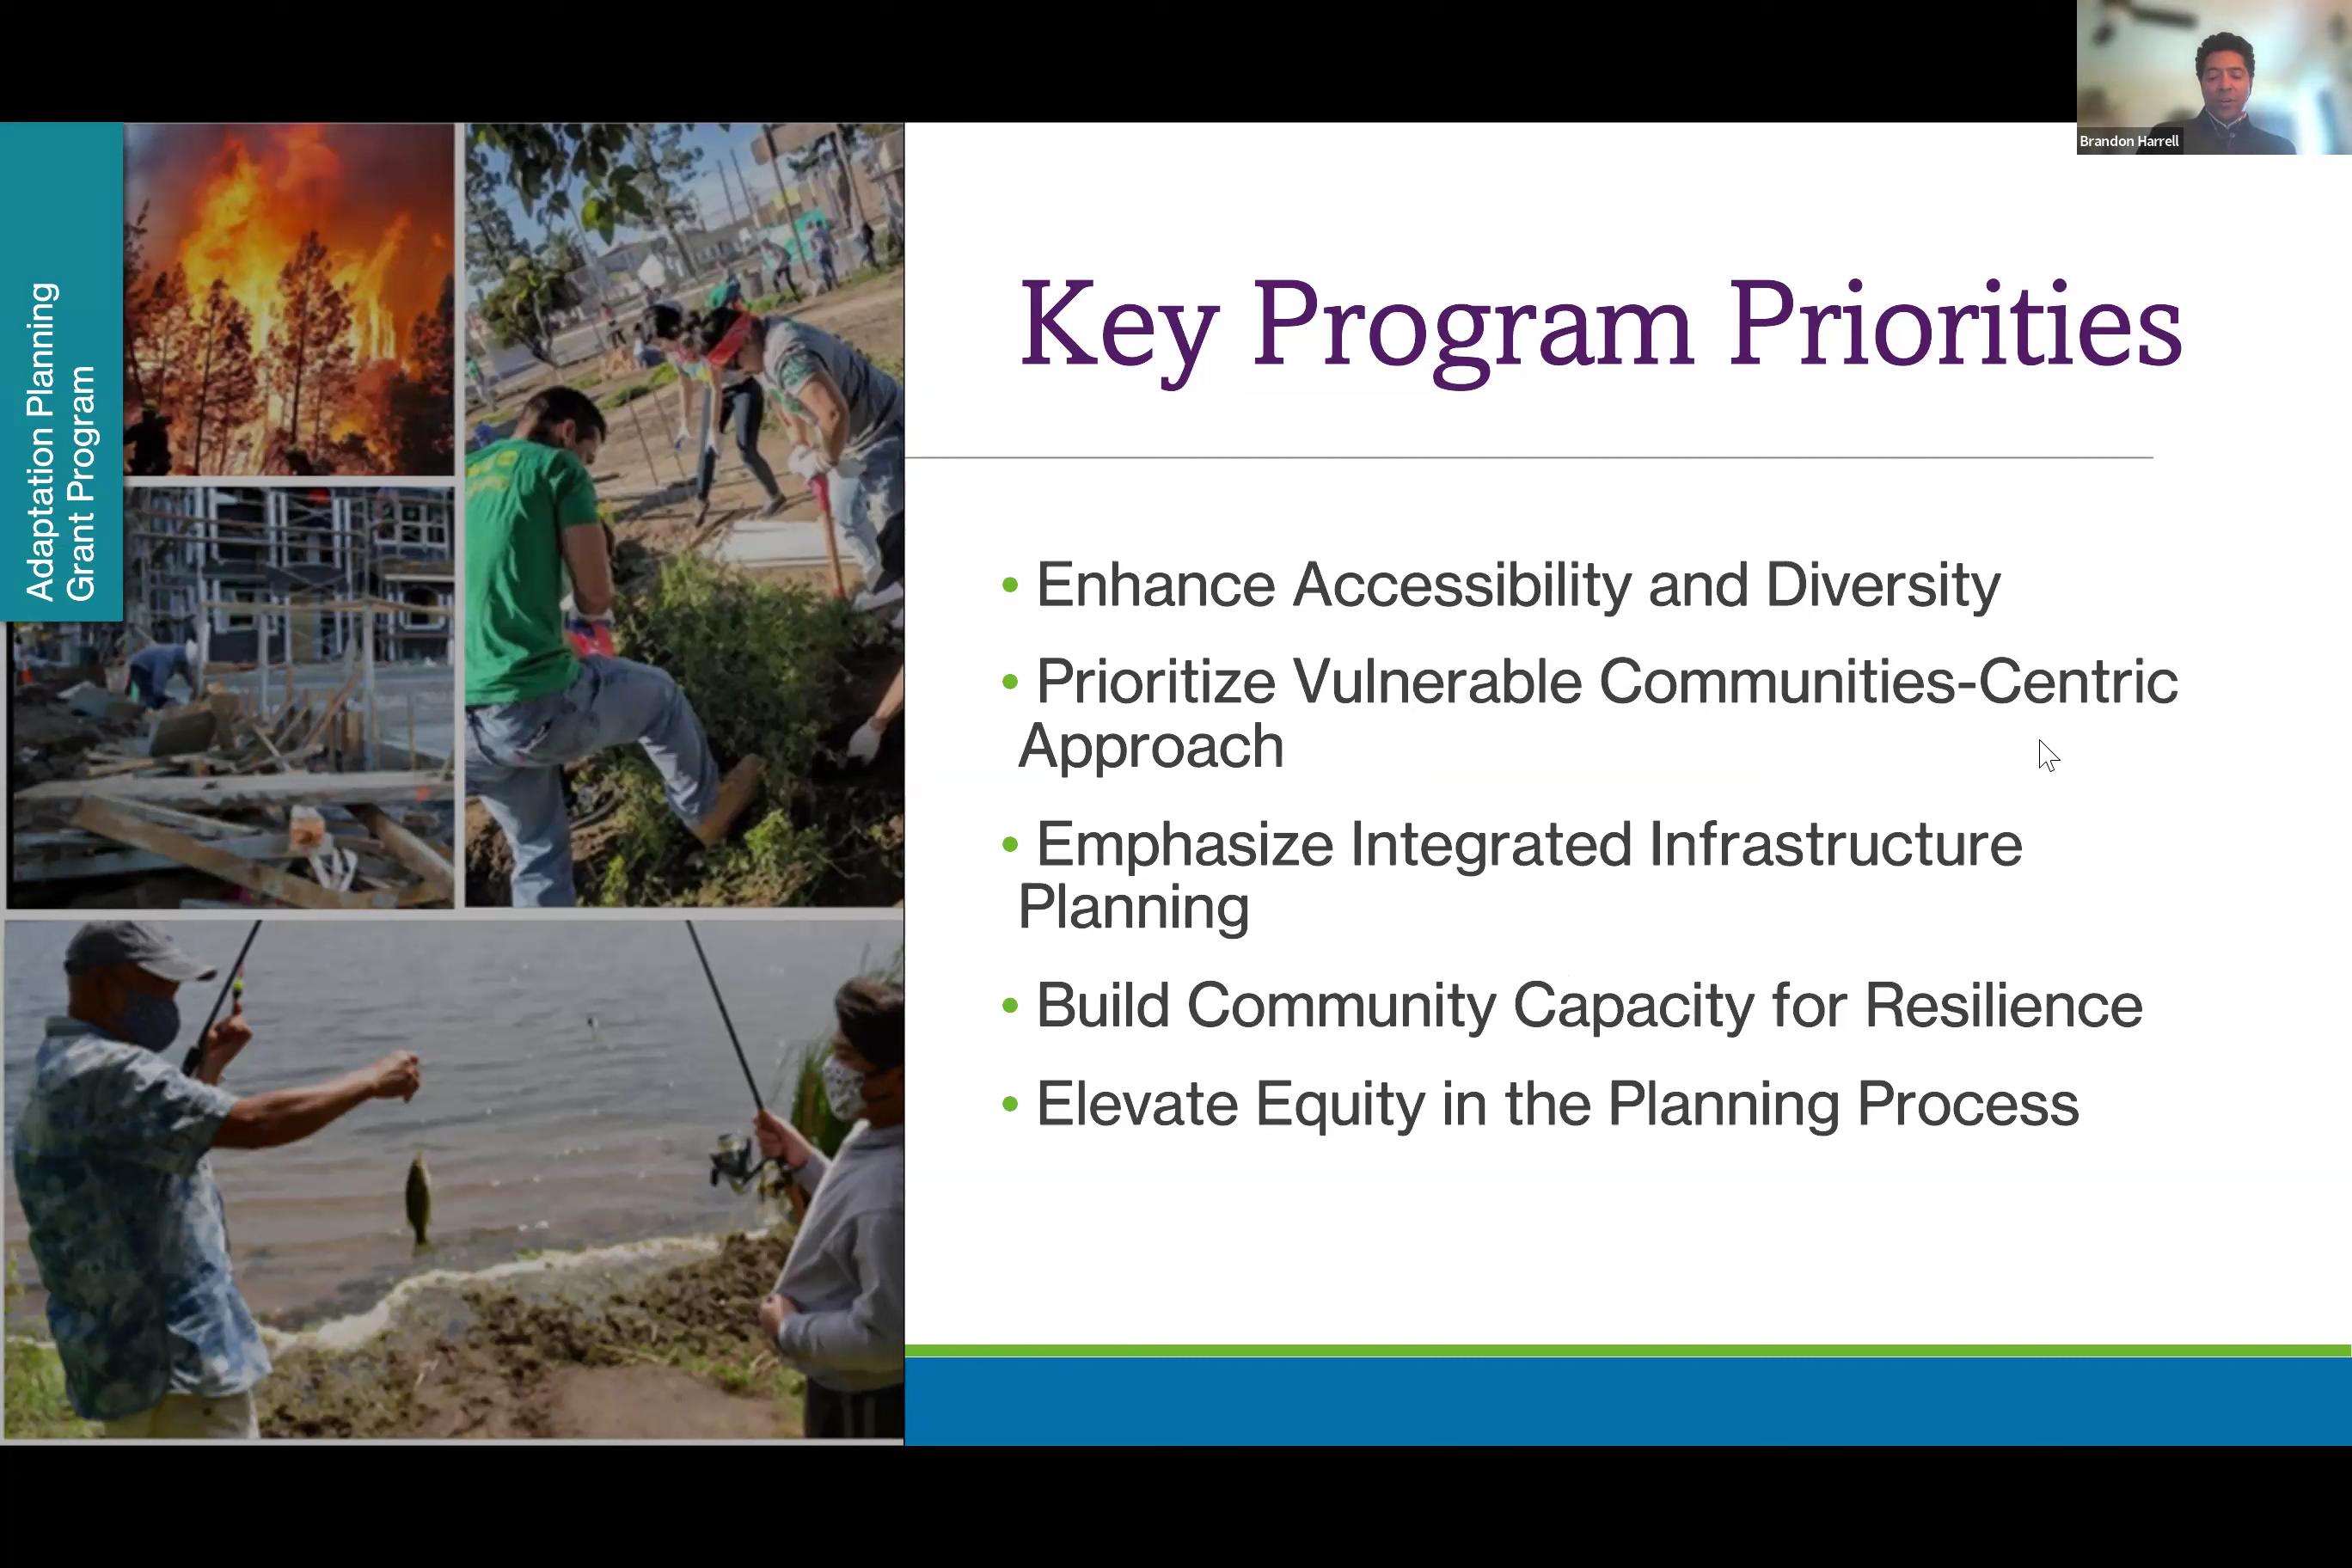 Brandon Harrell
Adaptation Planning
Grant Program
Key Program Priorities
• Enhance Accessibility and Diversity
• Prioritize Vulnerable Communities-Centric
Approach
• Emphasize Integrated Infrastructure
Planning
• Build Community Capacity for Resilience
• Elevate Equity in the Planning Process